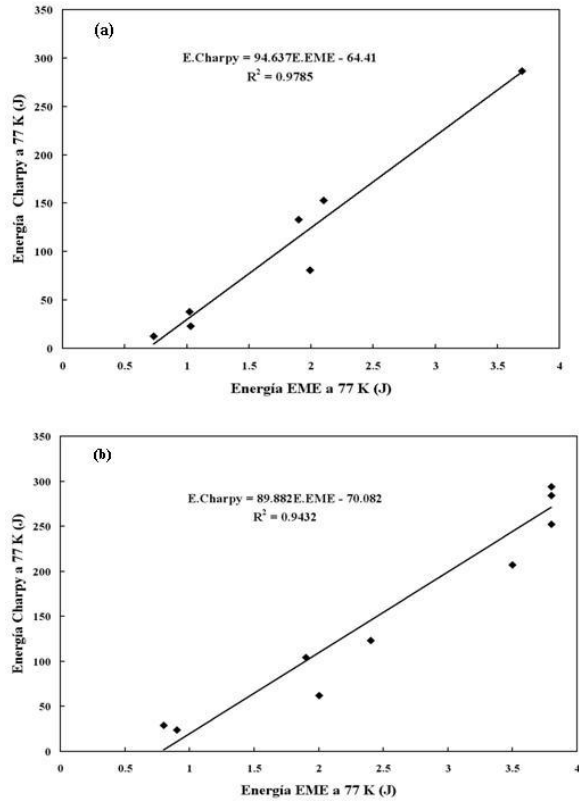 (a)
E.Charpy = 94.637E.EME - 64.41
R² = 0.9785
Energía Charpy a 77 K (J)
350
300
250
200
150
100
50
0
0 0.5 1 1.5 2 2.5 3 3.5 4
Energía EME a 77 K (J)
(b)
E.Charpy = 89.882E.EME - 70.082
R² = 0.9432
Energía Charpy a 77 K (J)
350
300
250
200
150
100
50
0
0 0.5 1 1.5 2 2.5 3 3.5 4
Energía EME a 77 K (J)